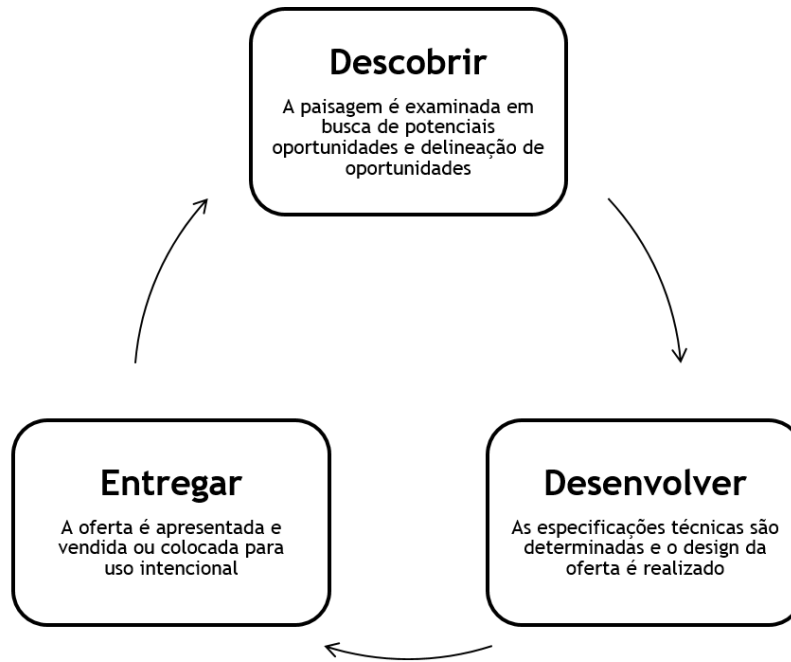 Descobrir
A paisagem é examinada em
busca de potenciais
oportunidades e delineação de
oportunidades
Desenvolver
As especificações técnicas são
determinadas e o design da
oferta é realizado
Entregar
A oferta é apresentada e
vendida ou colocada para
uso intencional